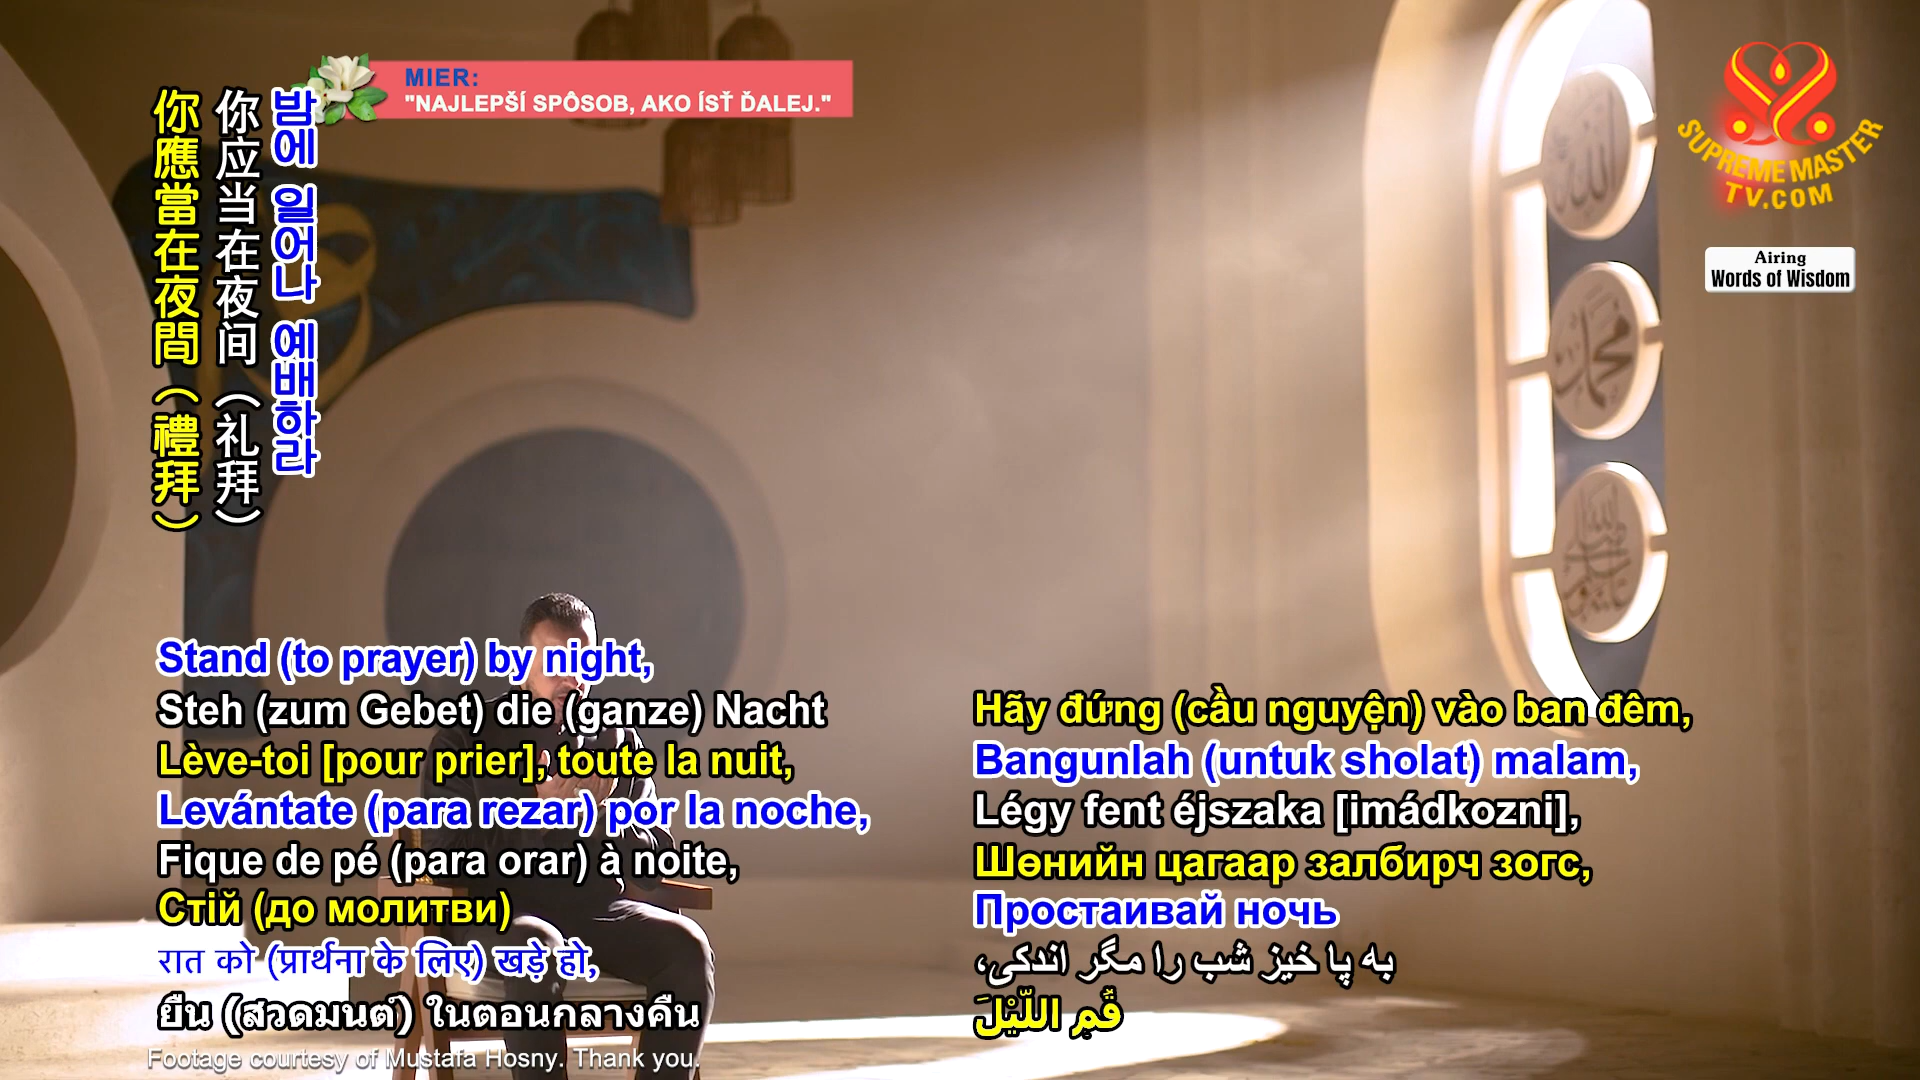 MIER:
"NAJLEPŠÍ SPÔSOB, AKO ÍSŤ ĎALEJ."
SUPREME MASTER
TV.COM
Airing
Words of Wisdom
你應當在夜間（禮拜）
你应当在夜间（礼拜）
밤에 일어나 예배하라
Stand (to prayer) by night,
Steh (zum Gebet) die (ganze) Nacht
Lève-toi [pour prier], toute la nuit,
Levántate (para rezar) por la noche,
Fique de pé (para orar) à noite,
Стій (до молитви)
रात को (प्रार्थना के लिए) खड़े हो,
ยืน (สวดมนต์) ในตอนกลางคืน
Hãy đứng (cầu nguyện) vào ban đêm,
Bangunlah (untuk sholat) malam,
Légy fent éjszaka [imádkozni],
Шөнийн цагаар залбирч зогс,
Простаивай ночь
به پا خیز شب را مگر اندکی،
قُمِ اللَّيْلَ
Footage courtesy of Mustafa Hosny. Thank you.
الله
محمد